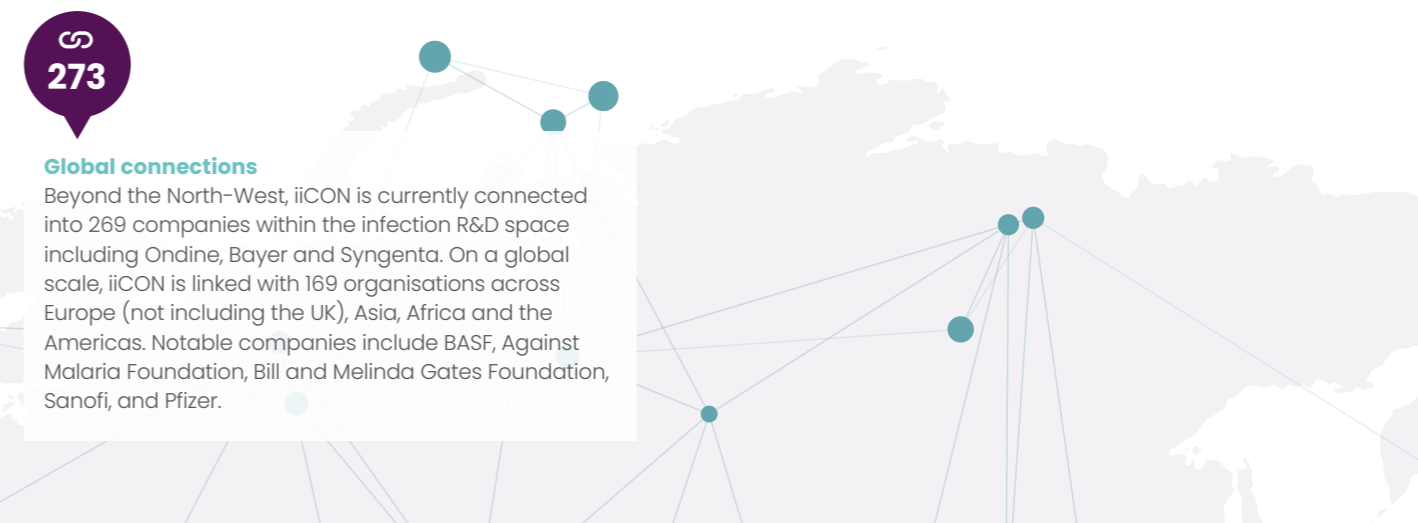 273
Global connections
Beyond the North-West, iiCON is currently connected
into 269 companies within the infection R&D space
including Ondine, Bayer and Syngenta. On a global
scale, iiCON is linked with 169 organisations across
Europe (not including the UK), Asia, Africa and the
Americas. Notable companies include BASF, Against
Malaria Foundation, Bill and Melinda Gates Foundation,
Sanofi, and Pfizer.